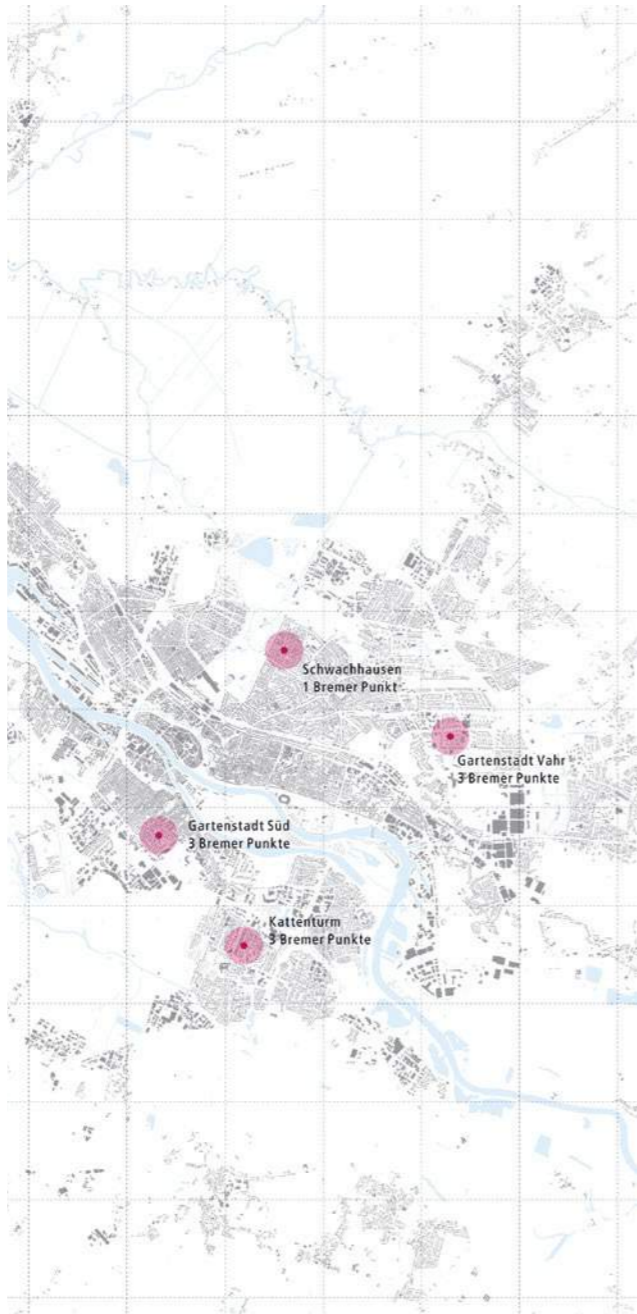 Schwachhausen
1 Bremer Punkt
Gartenstadt Vahr
3 Bremer Punkte
Gartenstadt Süd
3 Bremer Punkte
Kattenturm
3 Bremer Punkte